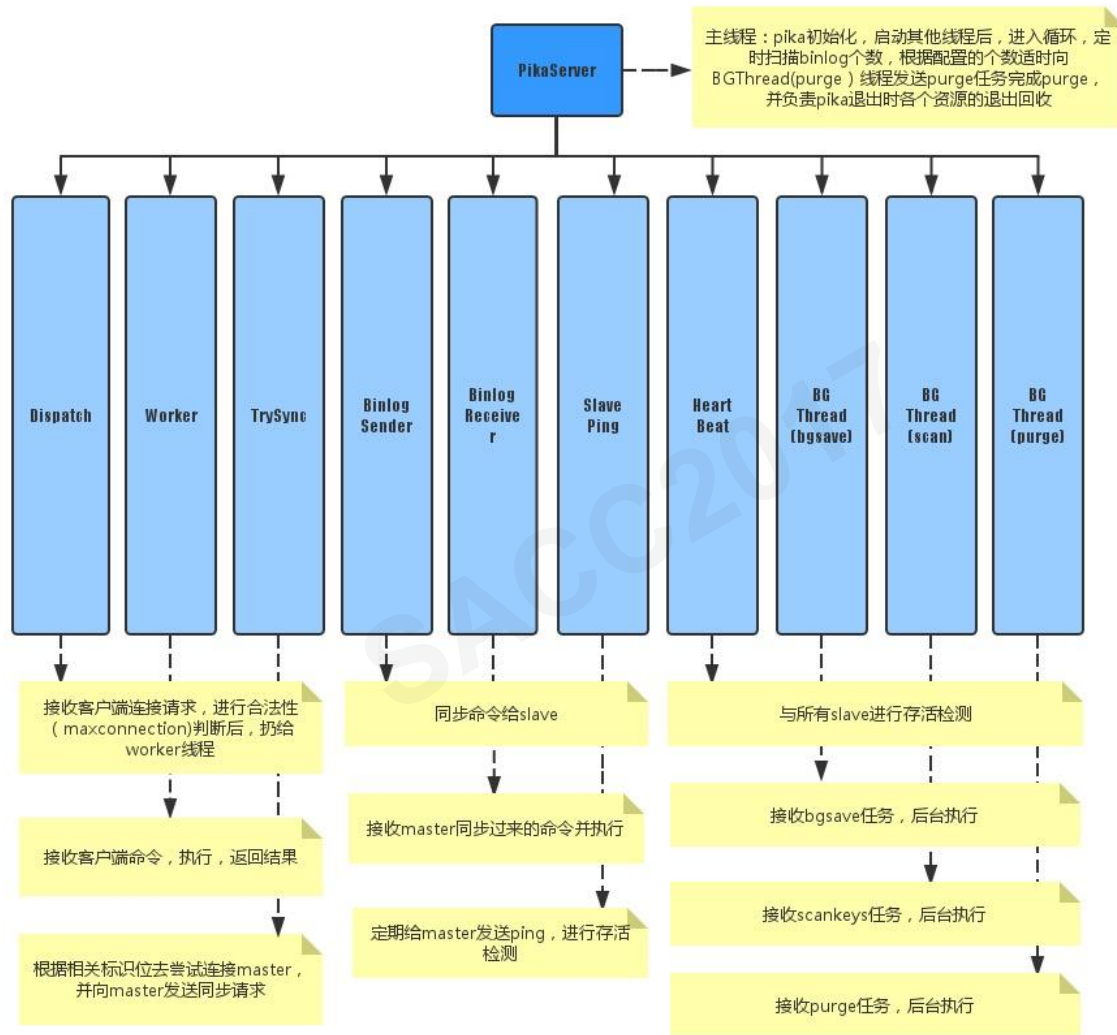 PikaServer
主线程：pika初始化，启动其他线程后，进入循环，定
时扫描binlog个数，根据配置的个数适时向
BGThread(purge）线程发送purge任务完成purge，
并负责pika退出时各个资源的退出回收
Dispatch
Worker
TrySync
Binlog
Sender
Binlog
Receive
r
Slave
Ping
Heart
Beat
BG
Thread
(bgsave)
BG
Thread
(scan)
BG
Thread
(purge)
SACC2017
接收客户端连接请求，进行合法性
（maxconnection)判断后，扔给
worker线程
接收客户端命令，执行，返回结果
根据相关标识位去尝试连接master，
并向master发送同步请求
同步命令给slave
接收master同步过来的命令并执行
定期给master发送ping，进行存活
检测
与所有slave进行存活检测
接收bgsave任务，后台执行
接收scankeys任务，后台执行
接收purge任务，后台执行